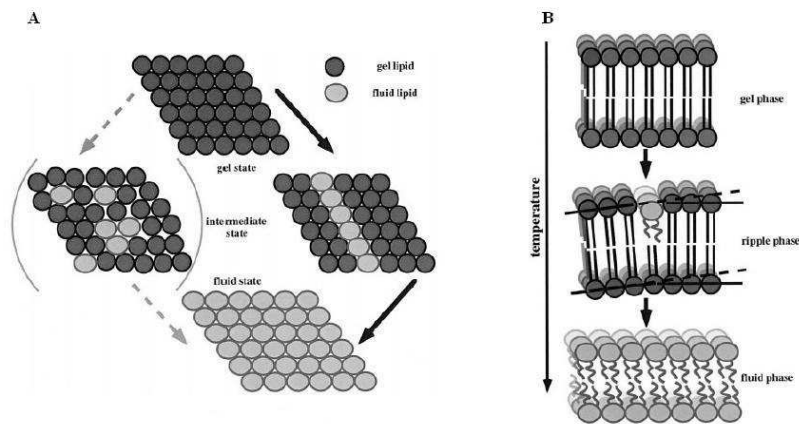 A
gel lipid
fluid lipid
gel state
intermediate
state
fluid state
B
temperature
gel phase
ripple phase
fluid phase